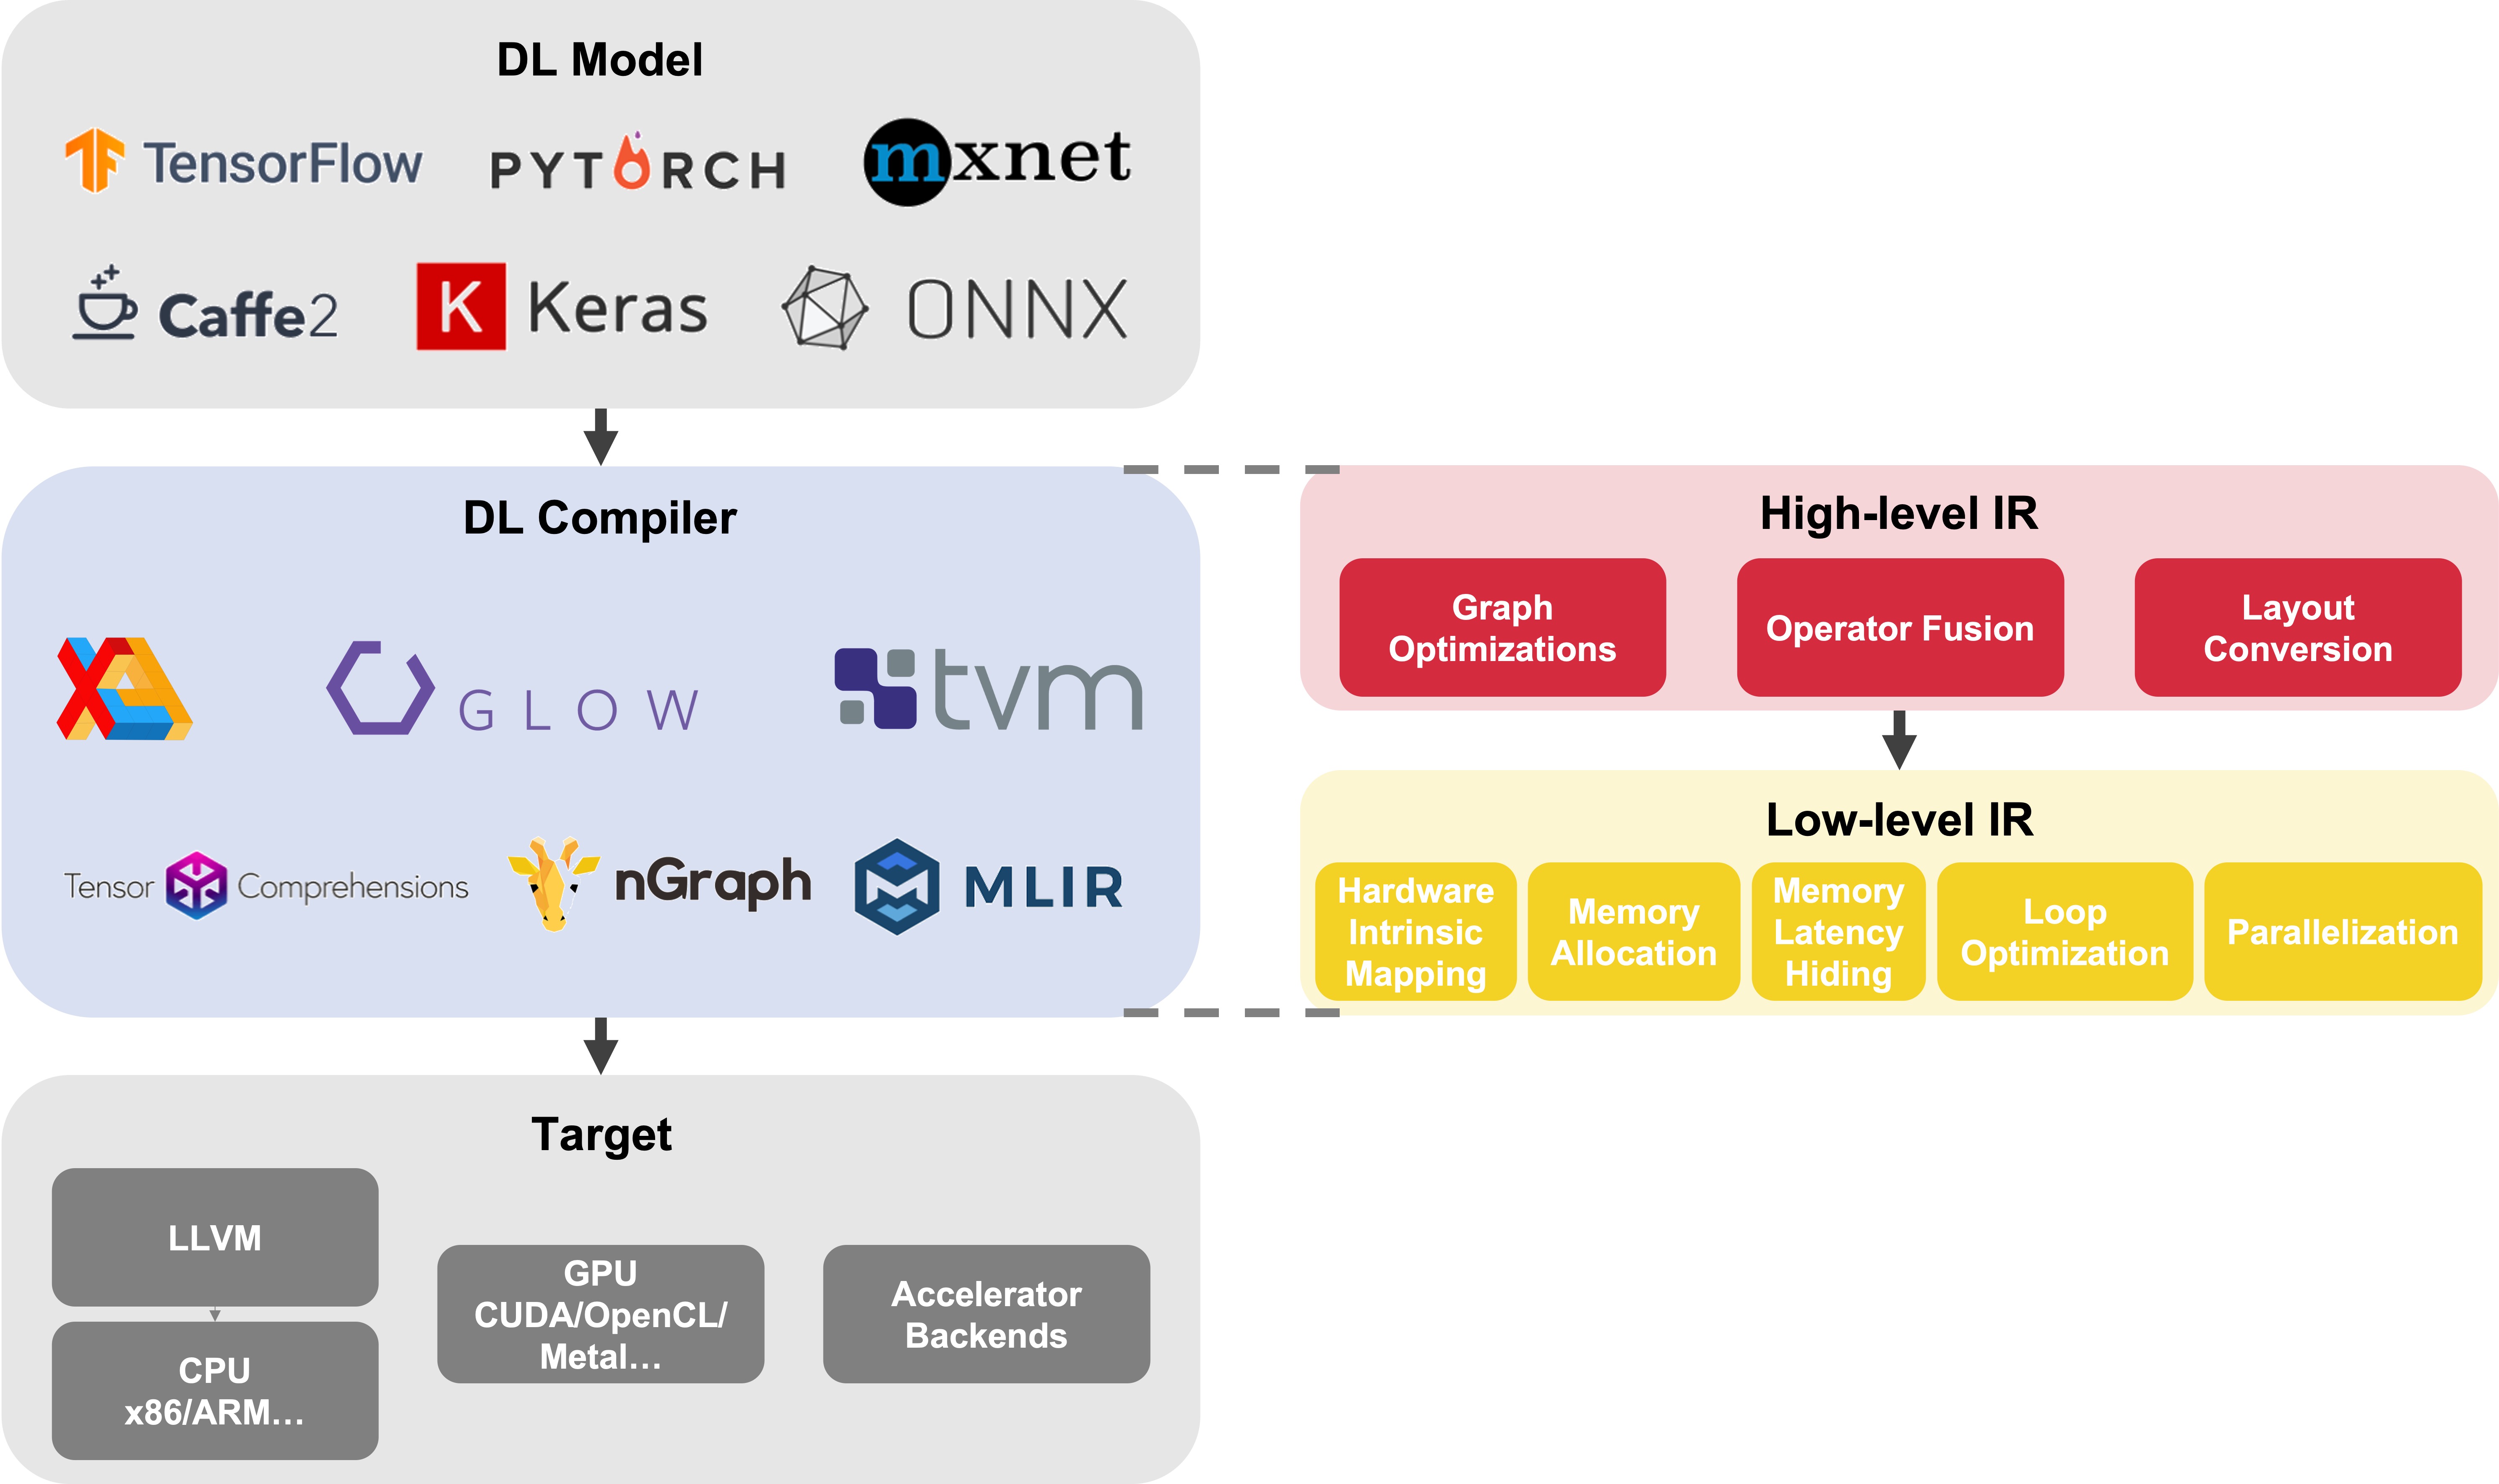 DL Model
TensorFlow
PYTORCH
mxnet
Caffe2
K Keras
ONNX
DL Compiler
XLA
GLOW
tvm
Tensor Comprehensions
nGraph
MLIR
High-level IR
Graph
Optimizations
Operator Fusion
Layout
Conversion
Low-level IR
Hardware
Intrinsic
Mapping
Memory
Allocation
Memory
Latency
Hiding
Loop
Optimization
Parallelization
Target
LLVM
CPU
x86/ARM...
GPU
CUDA/OpenCL/
Metal...
Accelerator
Backends